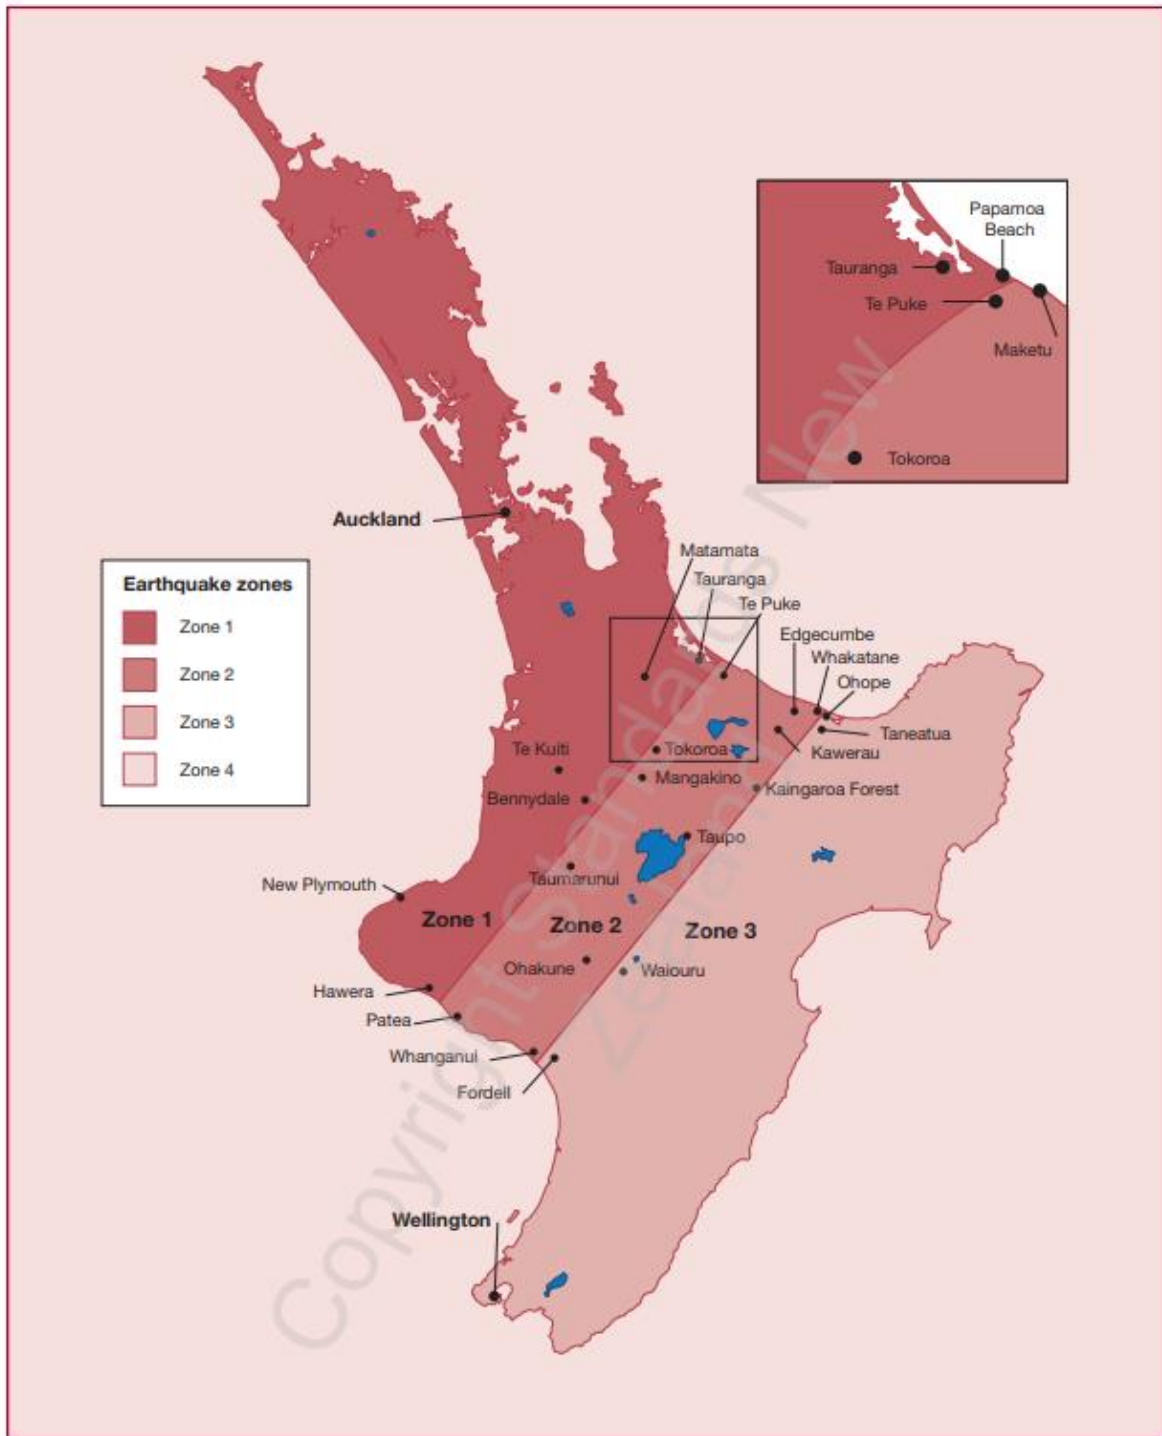 Papamoa
Beach
Tauranga
Te Puke
Maketu
Tokoroa
Auckland
Matamata
Tauranga
Te Puke
Edgecumbe
Whakatane
Ohope
Taneatua
Kawerau
Kaingaroa Forest
Earthquake zones
Zone 1
Zone 2
Zone 3
Zone 4
Te Kuiti
Tokoroa
Mangakino
Bennydale
Taupo
Taumarunui
New Plymouth
Zone 1
Zone 2
Zone 3
Ohakune
Waiouru
Hawera
Patea
Whanganui
Fordell
Wellington
Copyright Standards New
Zealand